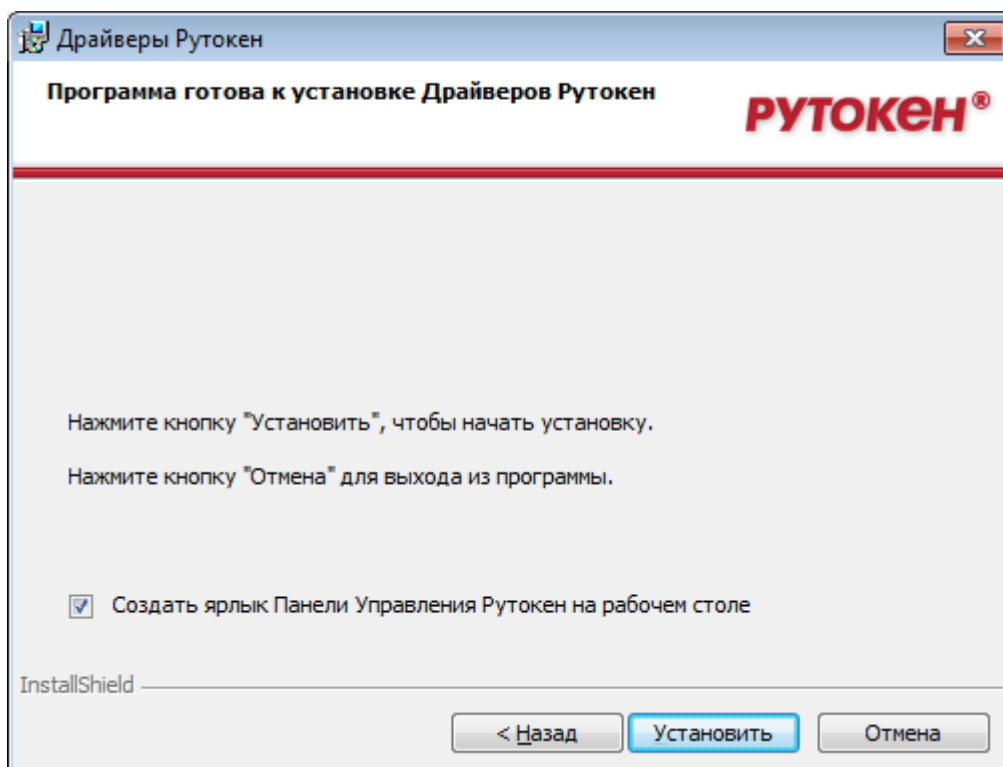 Драйверы Рутокен
Программа готова к установке Драйверов Рутокен
РУТОКЕН®
Нажмите кнопку "Установить", чтобы начать установку.
Нажмите кнопку "Отмена" для выхода из программы.
Создать ярлык Панели Управления Рутокен на рабочем столе
InstallShield
< Назад
Установить
Отмена